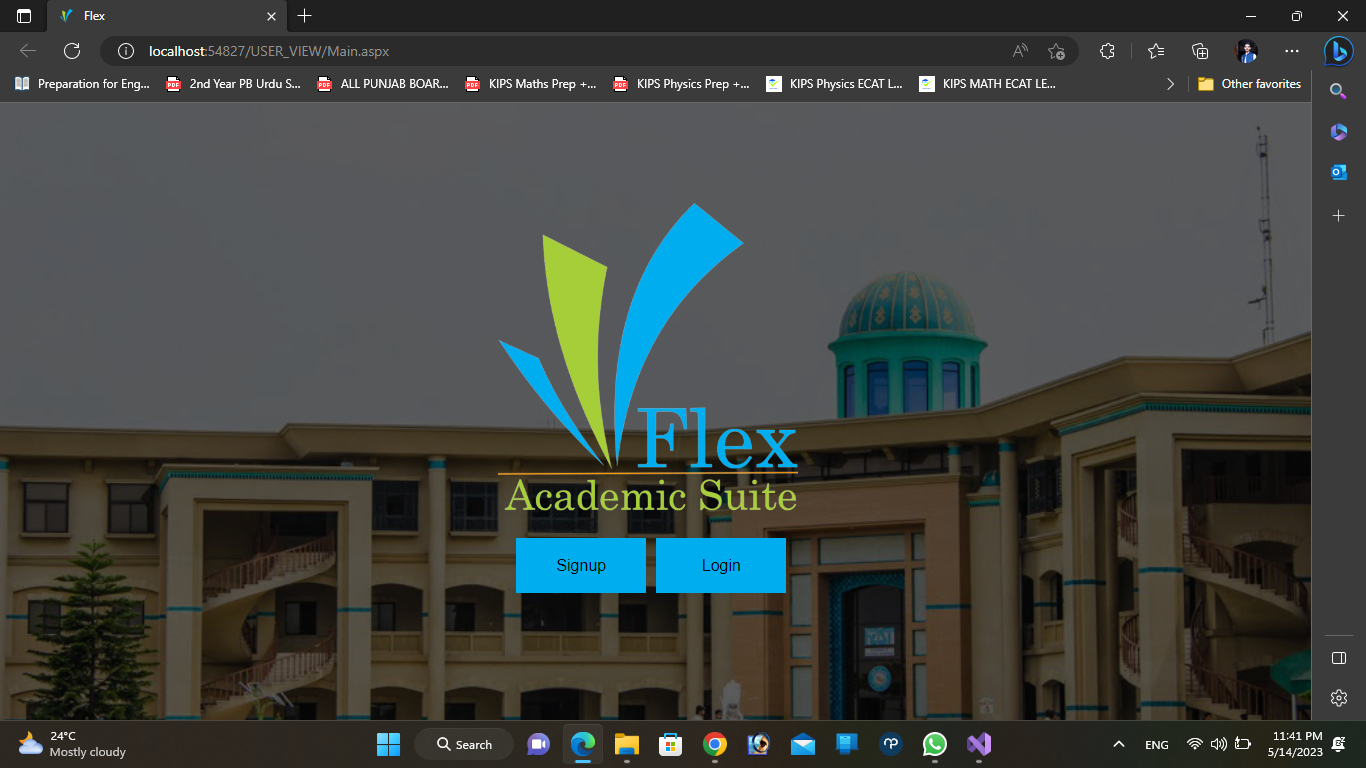 Flex
localhost:54827/USER_VIEW/Main.aspx
Preparation for Eng...
2nd Year PB Urdu S...
ALL PUNJAB BOAR...
KIPS Maths Prep +...
KIPS Physics Prep +...
KIPS Physics ECAT L...
KIPS MATH ECAT LE...
Other favorites
Flex
Academic Suite
Signup
Login
24°C
Mostly cloudy
Search
ENG
11:41 PM
5/14/2023